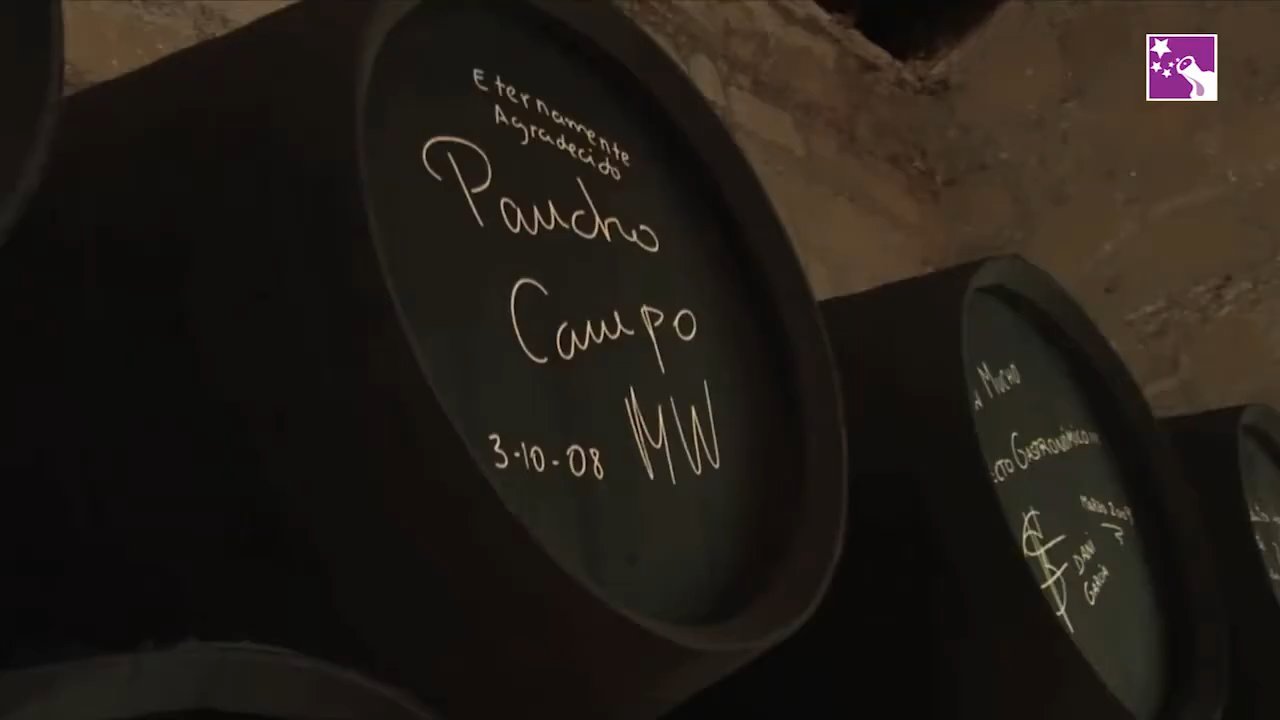 Eternamente
Agradecido
Pancho
Campo
3-10-08 MW
Mucho
Gastronómico
Dani
García